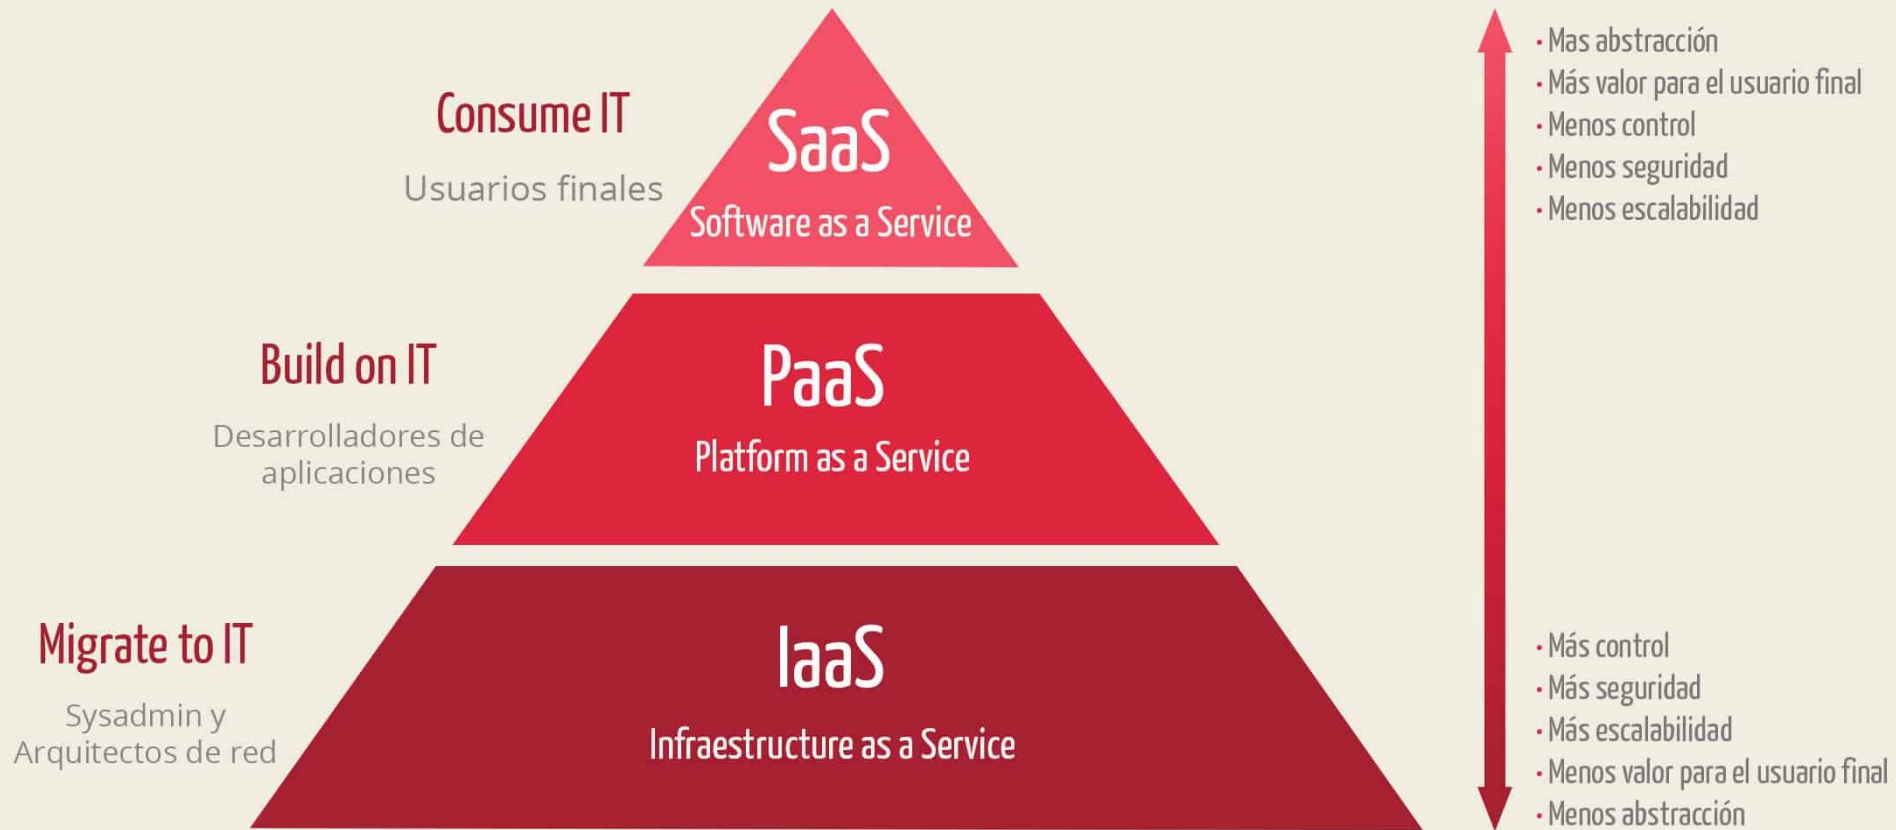 Consume IT
Usuarios finales
SaaS
Software as a Service
• Mas abstracción
• Más valor para el usuario final
• Menos control
• Menos seguridad
• Menos escalabilidad
Build on IT
Desarrolladores de
aplicaciones
PaaS
Platform as a Service
Migrate to IT
Sysadmin y
Arquitectos de red
IaaS
Infraestructure as a Service
• Más control
• Más seguridad
• Más escalabilidad
• Menos valor para el usuario final
• Menos abstracción